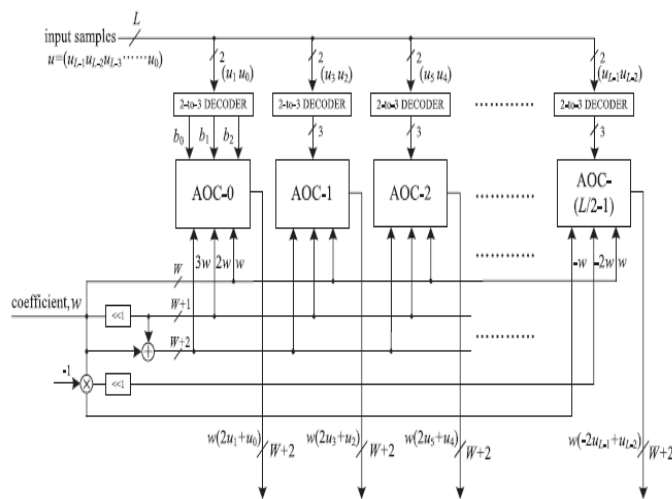 L
input samples
u=(u_{L-1}u_{L-2}u_{L-3}······u_0)
2 2 2 2
(u_1 u_0) (u_3 u_2) (u_5 u_4) (u_{L-1}u_{L-2})
2-to-3 DECODER 2-to-3 DECODER 2-to-3 DECODER ············ 2-to-3 DECODER
b_0 b_1 b_2 3 3 3
AOC-0 AOC-1 AOC-2 ············ AOC-(L/2-1)
3w 2w w ············ -w -2w w
W
coefficient, w <<1 W+1
+ W+2 ············
-1 × <<1
w(2u_1+u_0) W+2 w(2u_3+u_2) W+2 w(2u_5+u_4) W+2 w(-2u_{L-1}+u_{L-2}) W+2